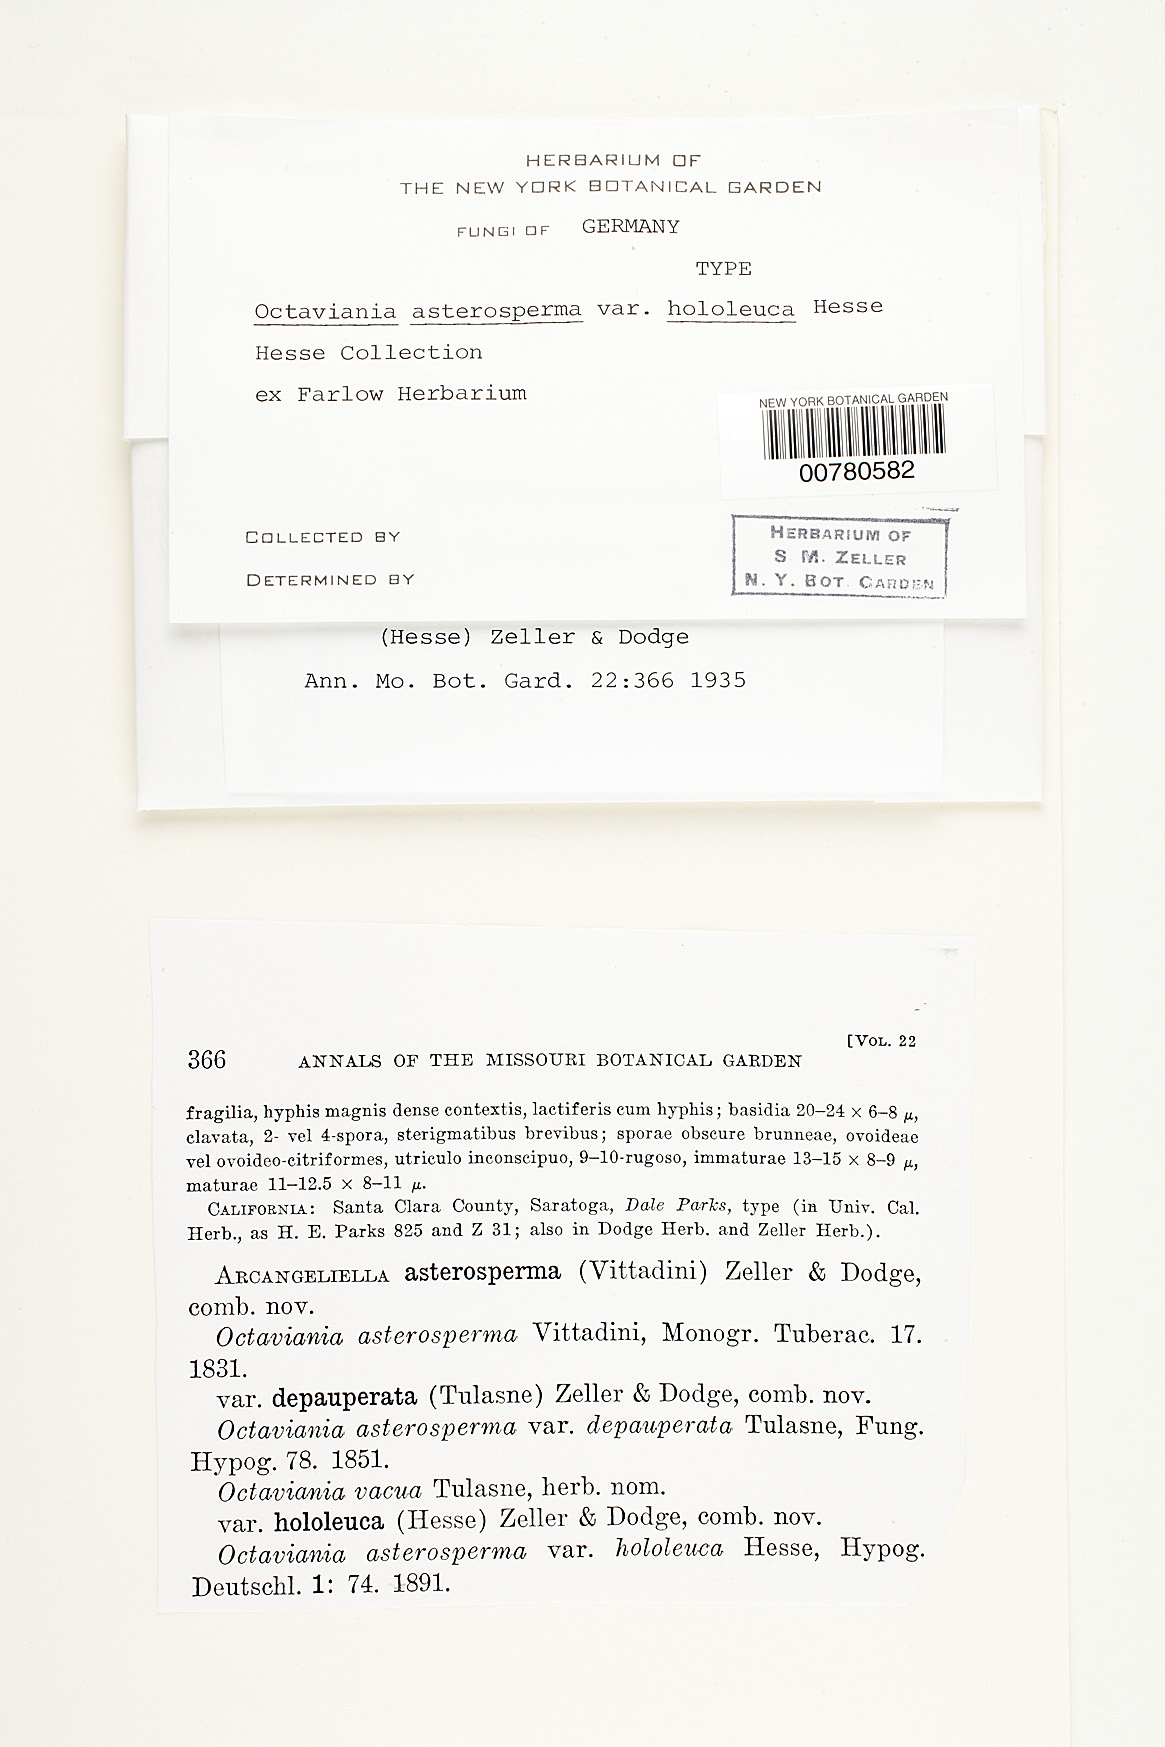 HERBARIUM OF
THE NEW YORK BOTANICAL GARDEN
FUNGI OF GERMANY
TYPE
Octaviania asterosperma var. hololeuca Hesse
Hesse Collection
ex Farlow Herbarium
NEW YORK BOTANICAL GARDEN
00780582
COLLECTED BY
DETERMINED BY
HERBARIUM OF
S M. ZELLER
N. Y. BOT. GARDEN
(Hesse) Zeller & Dodge
Ann. Mo. Bot. Gard. 22:366 1935
[VOL. 22
366 ANNALS OF THE MISSOURI BOTANICAL GARDEN
fragilia, hyphis magnis dense contextis, lactiferis cum hyphis; basidia 20–24 × 6–8 μ,
clavata, 2- vel 4-spora, sterigmatibus brevibus; sporae obscure brunneae, ovoideae
vel ovoideo-citriformes, utriculo inconscipuo, 9–10-rugoso, immaturae 13–15 × 8–9 μ,
maturae 11–12.5 × 8–11 μ.
CALIFORNIA: Santa Clara County, Saratoga, Dale Parks, type (in Univ. Cal.
Herb., as H. E. Parks 825 and Z 31; also in Dodge Herb. and Zeller Herb.).
ARCANGELIELLA asterosperma (Vittadini) Zeller & Dodge,
comb. nov.
Octaviania asterosperma Vittadini, Monogr. Tuberac. 17.
1831.
var. depauperata (Tulasne) Zeller & Dodge, comb. nov.
Octaviania asterosperma var. depauperata Tulasne, Fung.
Hypog. 78. 1851.
Octaviania vacua Tulasne, herb. nom.
var. hololeuca (Hesse) Zeller & Dodge, comb. nov.
Octaviania asterosperma var. hololeuca Hesse, Hypog.
Deutschl. 1: 74. 1891.